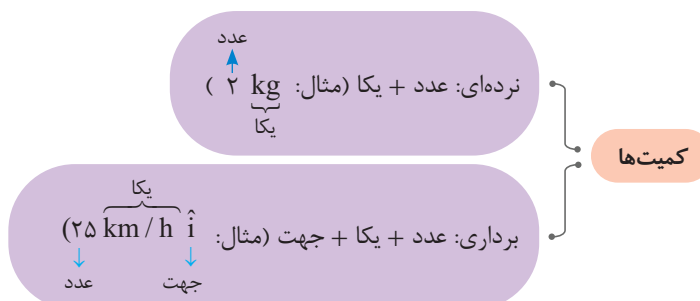 کمیت‌ها
عدد
نرده‌ای: عدد + یکا (مثال: ۲ kg )
یکا
یکا
برداری: عدد + یکا + جهت (مثال: ۲۵ km / h î)
جهت
عدد